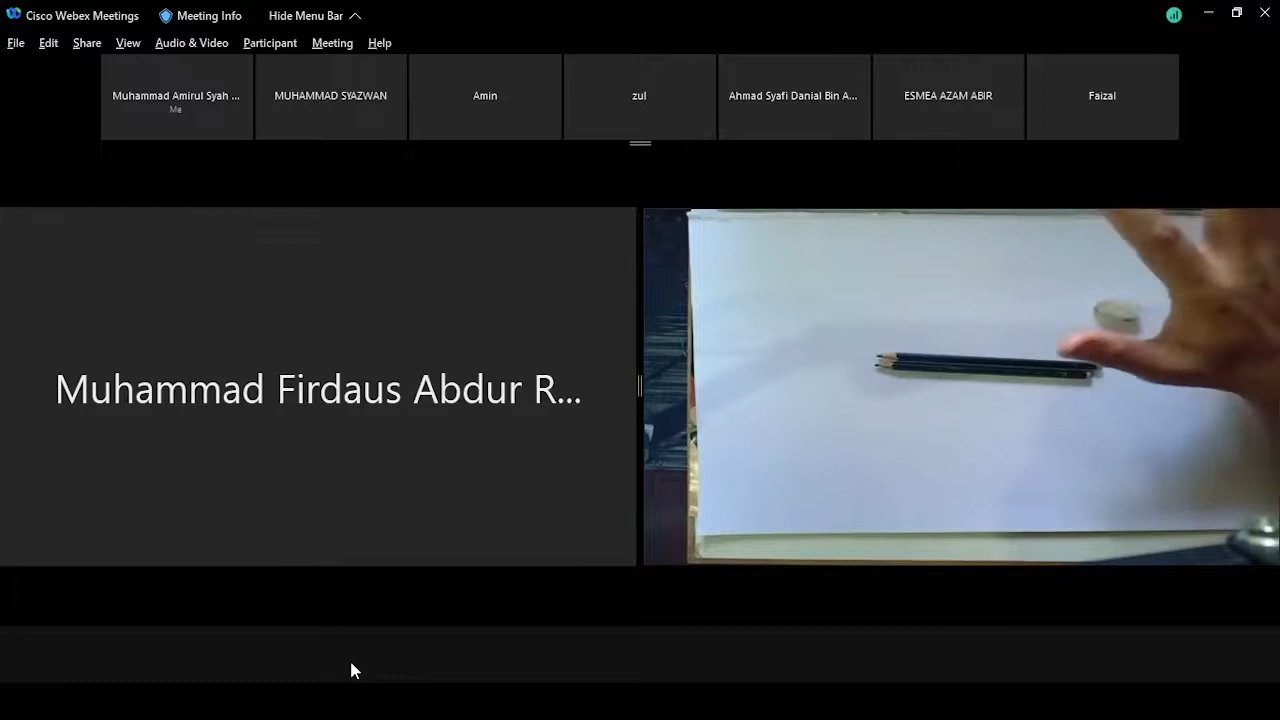 Cisco Webex Meetings Meeting Info Hide Menu Bar
File Edit Share View Audio & Video Participant Meeting Help
Muhammad Amirul Syah ... MUHAMMAD SYAZWAN Amin zul Ahmad Syafi Danial Bin A... ESMEA AZAM ABIR Faizal
Me
Muhammad Firdaus Abdur R...